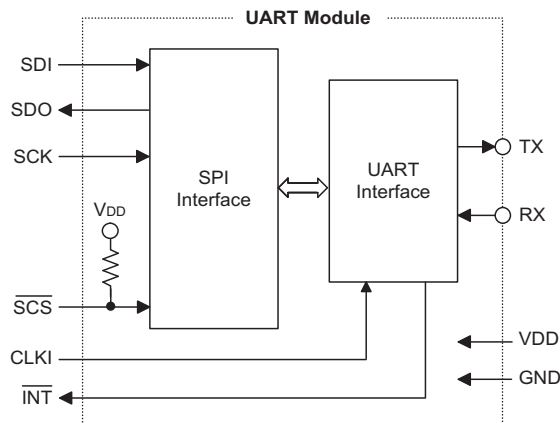 UART Module
SDI
SDO
SCK
VDD
SCS
CLKI
INT
SPI
Interface
UART
Interface
TX
RX
VDD
GND